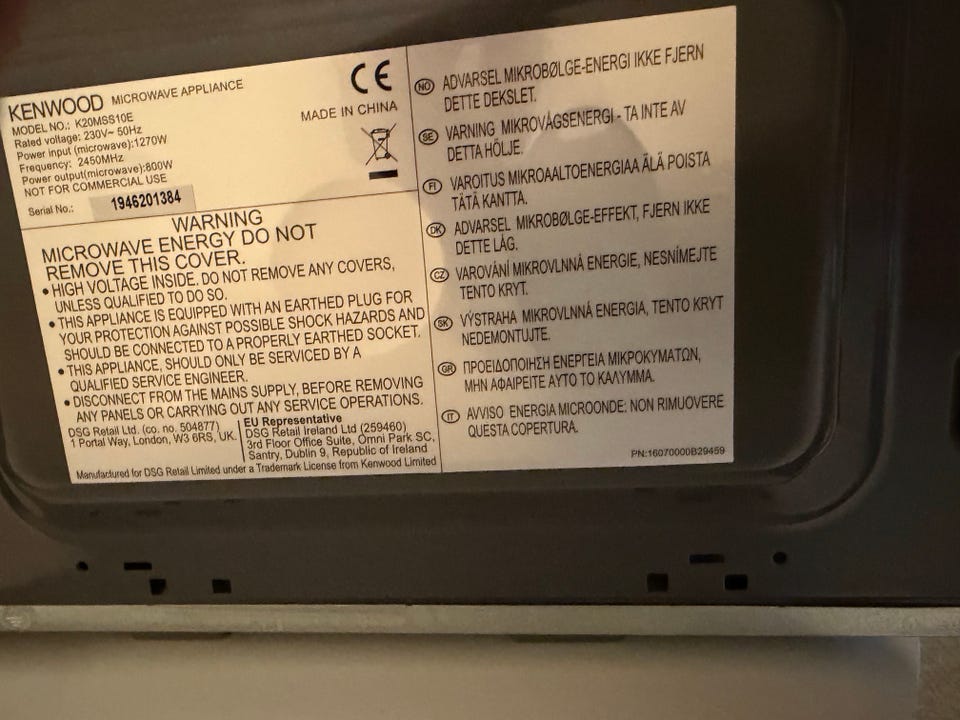 KENWOOD MICROWAVE APPLIANCE
MODEL NO.: K20MSS10E
Rated voltage: 230V~ 50Hz
Power input (microwave):1270W
Frequency: 2450MHz
Power output(microwave):800W
NOT FOR COMMERCIAL USE
Serial No.: 1946201384
CE
MADE IN CHINA
WARNING
MICROWAVE ENERGY DO NOT
REMOVE THIS COVER.
• HIGH VOLTAGE INSIDE. DO NOT REMOVE ANY COVERS,
UNLESS QUALIFIED TO DO SO.
• THIS APPLIANCE IS EQUIPPED WITH AN EARTHED PLUG FOR
YOUR PROTECTION AGAINST POSSIBLE SHOCK HAZARDS AND
SHOULD BE CONNECTED TO A PROPERLY EARTHED SOCKET.
• THIS APPLIANCE, SHOULD ONLY BE SERVICED BY A
QUALIFIED SERVICE ENGINEER.
• DISCONNECT FROM THE MAINS SUPPLY, BEFORE REMOVING
ANY PANELS OR CARRYING OUT ANY SERVICE OPERATIONS.
DSG Retail Ltd. (co. no. 504877)
1 Portal Way, London, W3 6RS, UK.
EU Representative
DSG Retail Ireland Ltd (259460)
3rd Floor Office Suite, Omni Park SC,
Santry, Dublin 9, Republic of Ireland
Manufactured for DSG Retail Limited under a Trademark License from Kenwood Limited
NO ADVARSEL MIKROBØLGE-ENERGI IKKE FJERN
DETTE DEKSLET.
SE VARNING MIKROVÅGSENERGI - TA INTE AV
DETTA HÖLJE.
FI VAROITUS MIKROAALTOENERGIAA ÄLÄ POISTA
TÄTÄ KANTTA.
DK ADVARSEL MIKROBØLGE-EFFEKT, FJERN IKKE
DETTE LÅG.
CZ VAROVÁNÍ MIKROVLNNÁ ENERGIE, NESNÍMEJTE
TENTO KRYT.
SK VÝSTRAHA MIKROVLNNÁ ENERGIA, TENTO KRYT
NEDEMONTUJTE.
GR ΠΡΟΕΙΔΟΠΟΙΗΣΗ ΕΝΕΡΓΕΙΑ ΜΙΚΡΟΚΥΜΑΤΩΝ,
ΜΗΝ ΑΦΑΙΡΕΙΤΕ ΑΥΤΟ ΤΟ ΚΑΛΥΜΜΑ.
IT AVVISO ENERGIA MICROONDE: NON RIMUOVERE
QUESTA COPERTURA.
PN:16070000B29459